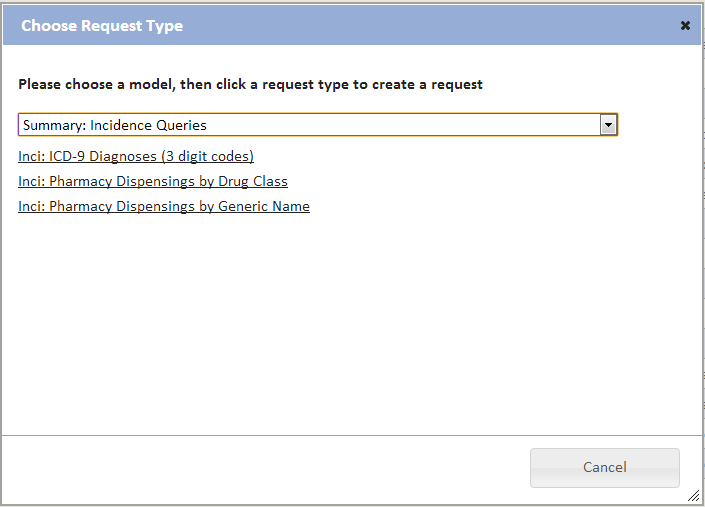 Choose Request Type
Please choose a model, then click a request type to create a request
Summary: Incidence Queries
Inci: ICD-9 Diagnoses (3 digit codes)
Inci: Pharmacy Dispensings by Drug Class
Inci: Pharmacy Dispensings by Generic Name
Cancel